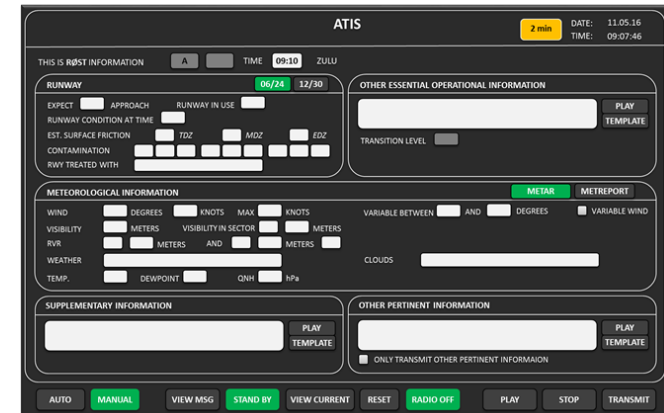 ATIS
2 min
DATE: 11.05.16
TIME: 09:07:46
THIS IS RØST INFORMATION A TIME 09:10 ZULU
RUNWAY 06/24 12/30
EXPECT APPROACH RUNWAY IN USE
RUNWAY CONDITION AT TIME
EST. SURFACE FRICTION TDZ MDZ EDZ
CONTAMINATION
RWY TREATED WITH
OTHER ESSENTIAL OPERATIONAL INFORMATION
PLAY
TEMPLATE
TRANSITION LEVEL
METEOROLOGICAL INFORMATION METAR METREPORT
WIND DEGREES KNOTS MAX KNOTS VARIABLE BETWEEN AND DEGREES VARIABLE WIND
VISIBILITY METERS VISIBILITY IN SECTOR METERS
RVR METERS AND METERS
WEATHER CLOUDS
TEMP. DEWPOINT QNH hPa
SUPPLEMENTARY INFORMATION
PLAY
TEMPLATE
OTHER PERTINENT INFORMATION
PLAY
TEMPLATE
ONLY TRANSMIT OTHER PERTINENT INFORMAION
AUTO MANUAL VIEW MSG STAND BY VIEW CURRENT RESET RADIO OFF PLAY STOP TRANSMIT